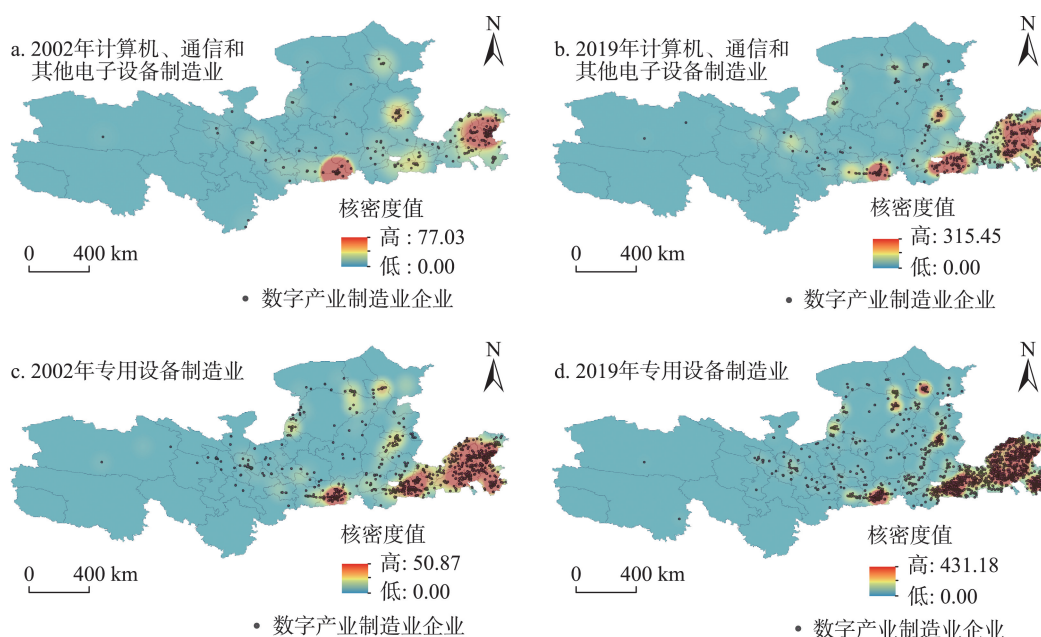 a. 2002年计算机、通信和
其他电子设备制造业
N
核密度值
高 : 77.03
低 : 0.00
0 400 km
数字产业制造业企业
b. 2019年计算机、通信和
其他电子设备制造业
N
核密度值
高: 315.45
低: 0.00
0 400 km
数字产业制造业企业
c. 2002年专用设备制造业
N
核密度值
高: 50.87
低: 0.00
0 400 km
数字产业制造业企业
d. 2019年专用设备制造业
N
核密度值
高: 431.18
低: 0.00
0 400 km
数字产业制造业企业